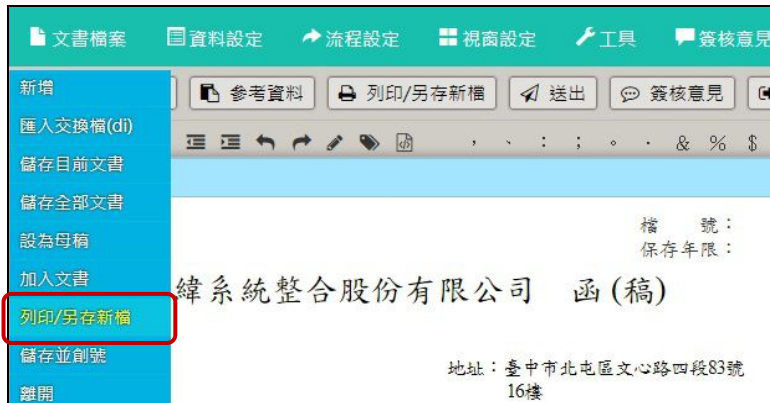 文書檔案 資料設定 流程設定 視窗設定 工具 簽核意見
新增
參考資料 列印/另存新檔 送出 簽核意見
匯入交換檔(di)
， 、 ： ； 。 ． & % $
儲存目前文書
儲存全部文書
設為母稿
檔 號：
保存年限：
加入文書
緯系統整合股份有限公司 函(稿)
列印/另存新檔
儲存並創號
地址：臺中市北屯區文心路四段83號
16樓
離開